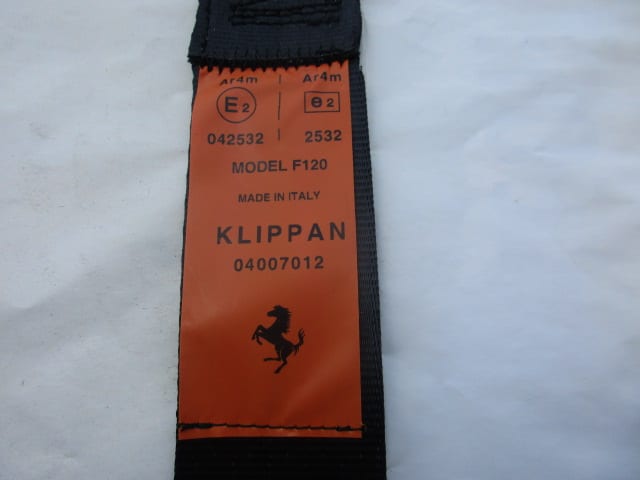 Ar4m | Ar4m
E2 | e2
042532 | 2532
MODEL F120
MADE IN ITALY
KLIPPAN
04007012